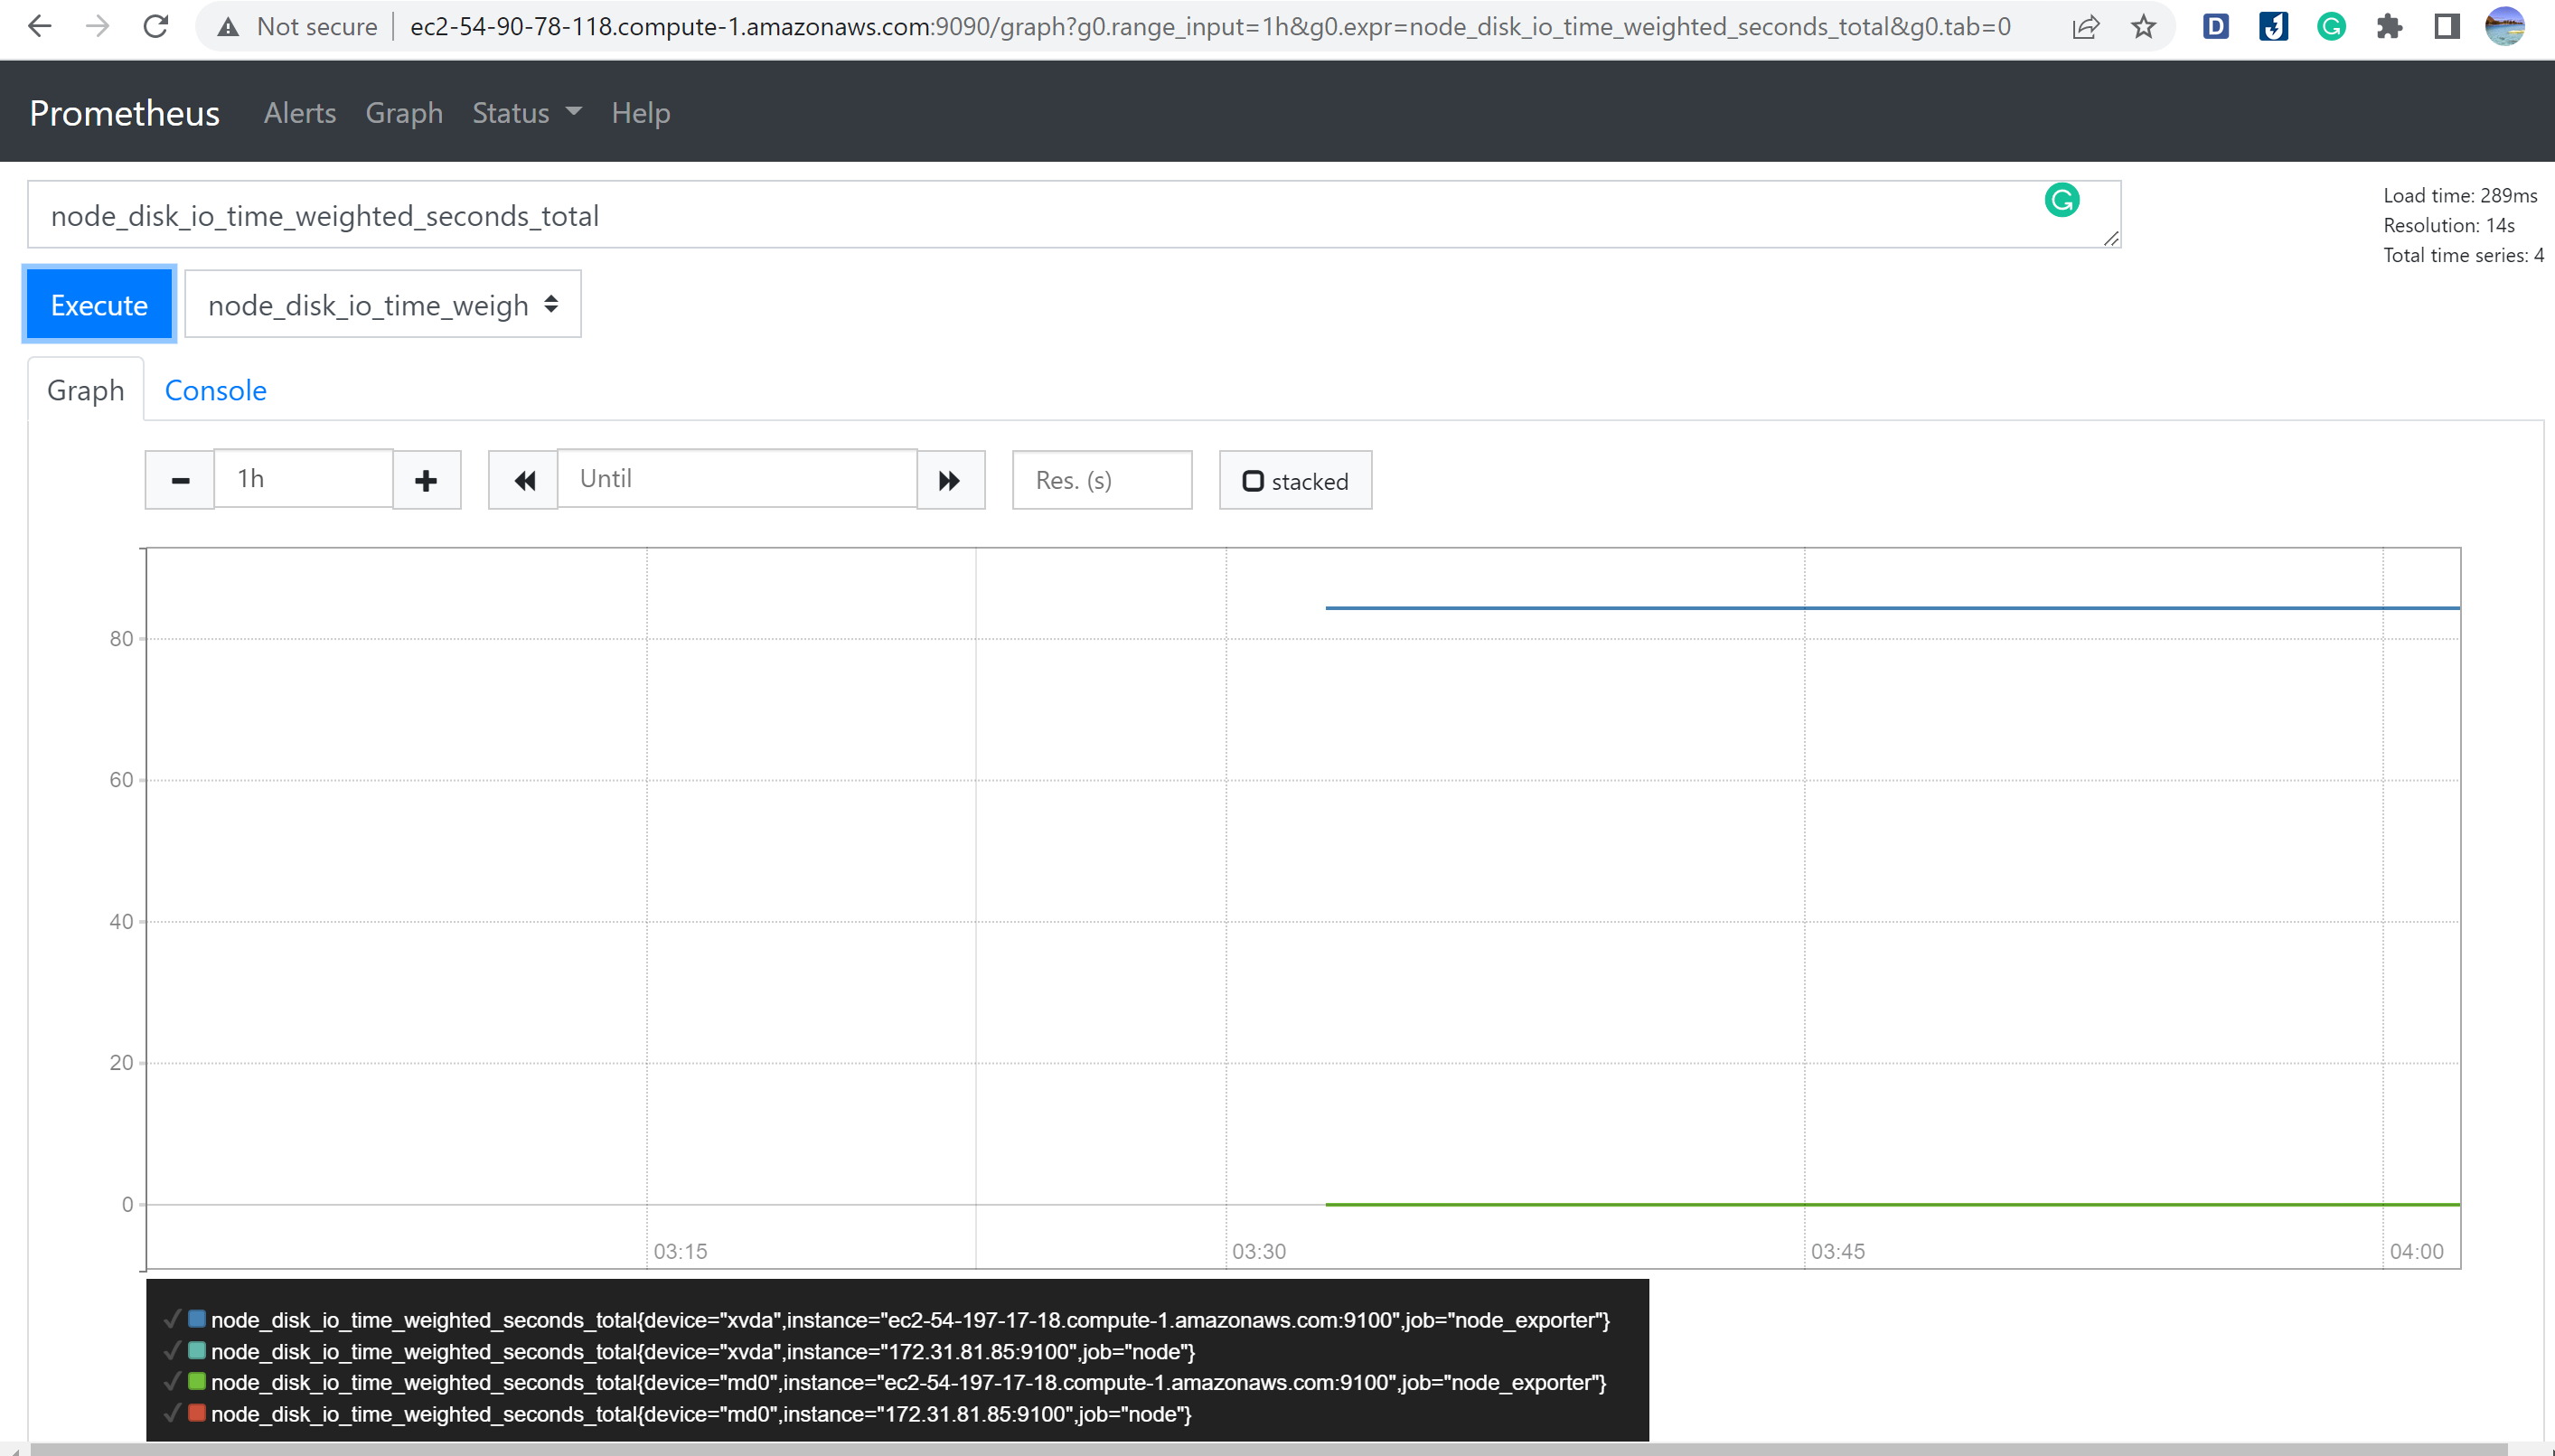 Not secure | ec2-54-90-78-118.compute-1.amazonaws.com:9090/graph?g0.range_input=1h&g0.expr=node_disk_io_time_weighted_seconds_total&g0.tab=0
D
G
Prometheus Alerts Graph Status Help
node_disk_io_time_weighted_seconds_total
G
Load time: 289ms
Resolution: 14s
Total time series: 4
Execute node_disk_io_time_weigh
Graph Console
1h Until Res. (s) stacked
80
60
40
20
0
03:15 03:30 03:45 04:00
node_disk_io_time_weighted_seconds_total{device="xvda",instance="ec2-54-197-17-18.compute-1.amazonaws.com:9100",job="node_exporter"}
node_disk_io_time_weighted_seconds_total{device="xvda",instance="172.31.81.85:9100",job="node"}
node_disk_io_time_weighted_seconds_total{device="md0",instance="ec2-54-197-17-18.compute-1.amazonaws.com:9100",job="node_exporter"}
node_disk_io_time_weighted_seconds_total{device="md0",instance="172.31.81.85:9100",job="node"}